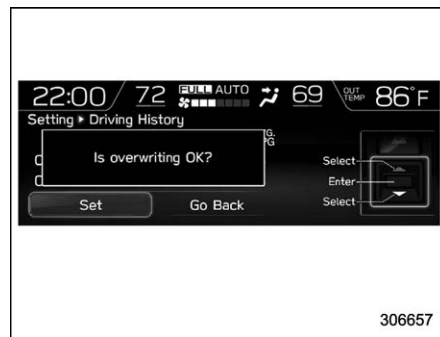 22:00 72 FULL AUTO 69 OUT TEMP 86°F
Setting ▸ Driving History
Is overwriting OK?
Select
Enter
Select
Set Go Back
306657